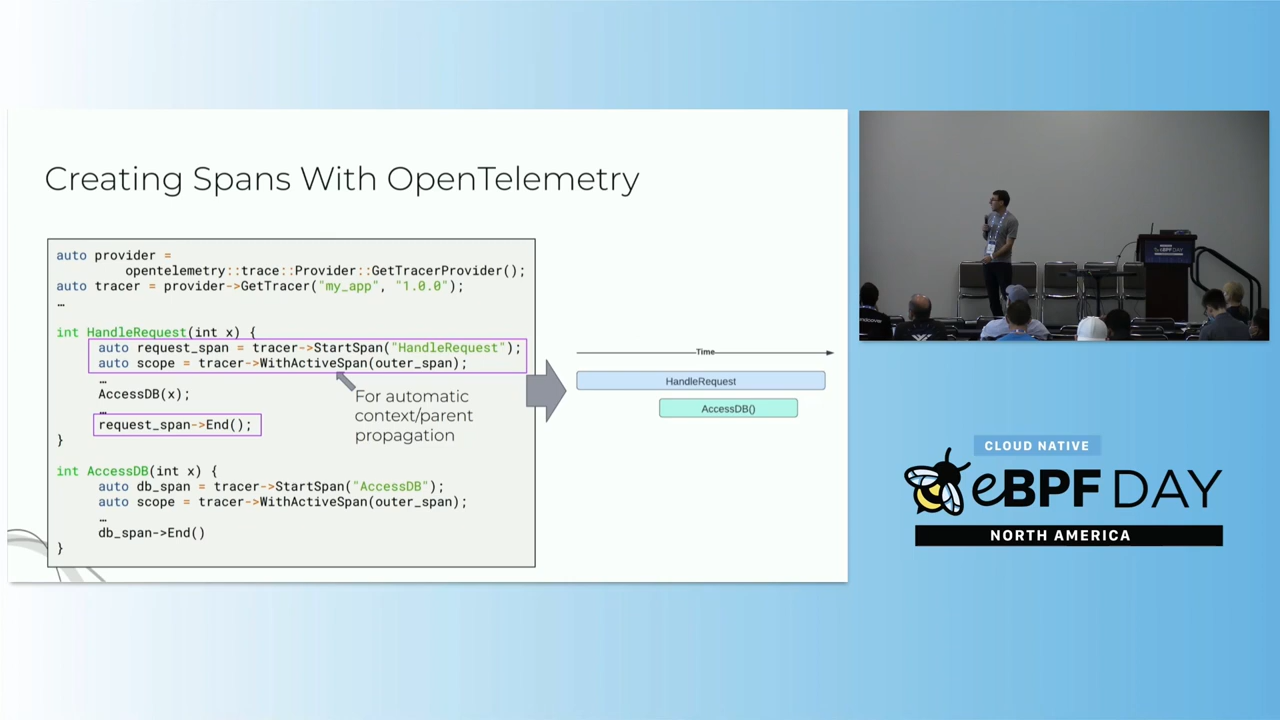 Creating Spans With OpenTelemetry
auto provider =
opentelemetry::trace::Provider::GetTracerProvider();
auto tracer = provider->GetTracer("my_app", "1.0.0");
…
int HandleRequest(int x) {
auto request_span = tracer->StartSpan("HandleRequest");
auto scope = tracer->WithActiveSpan(outer_span);
…
AccessDB(x);
…
request_span->End();
}
For automatic
context/parent
propagation
int AccessDB(int x) {
auto db_span = tracer->StartSpan("AccessDB");
auto scope = tracer->WithActiveSpan(outer_span);
…
db_span->End()
}
Time
HandleRequest
AccessDB()
eBPF DAY
CLOUD NATIVE
eBPF DAY
NORTH AMERICA